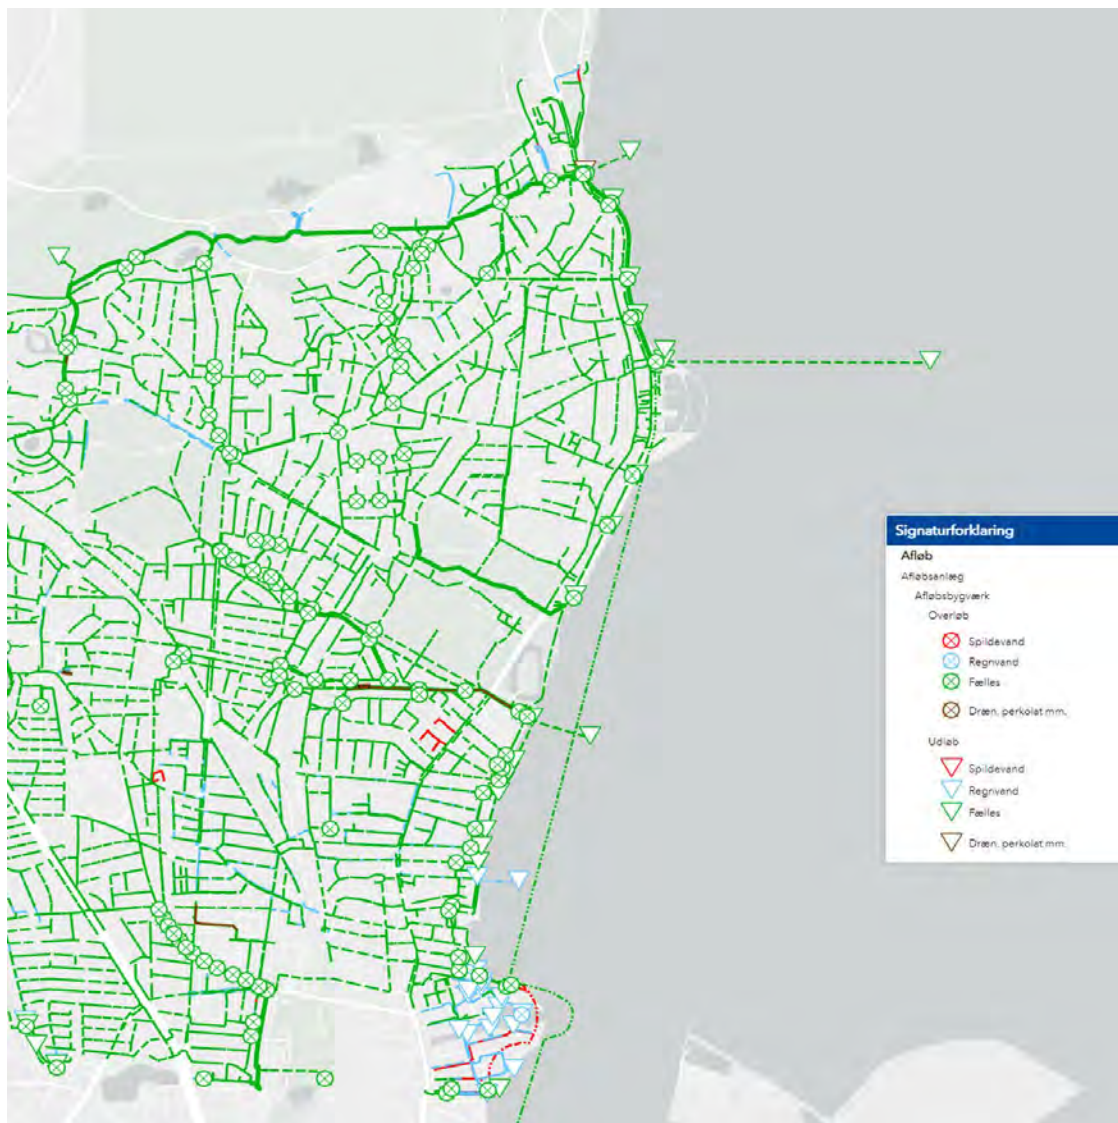 Signaturforklaring
Afløb
Afløbsanlæg
Afløbsbygværk
Overløb
Spildevand
Regnvand
Fælles
Dræn, perkolat mm.
Udløb
Spildevand
Regnvand
Fælles
Dræn, perkolat mm.